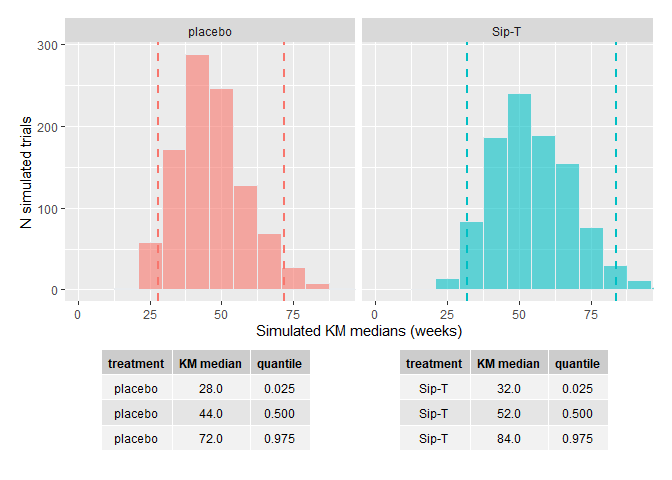 placebo Sip-T
300
200
100
0
N simulated trials
0 25 50 75 0 25 50 75
Simulated KM medians (weeks)
treatment KM median quantile treatment KM median quantile
placebo 28.0 0.025 Sip-T 32.0 0.025
placebo 44.0 0.500 Sip-T 52.0 0.500
placebo 72.0 0.975 Sip-T 84.0 0.975